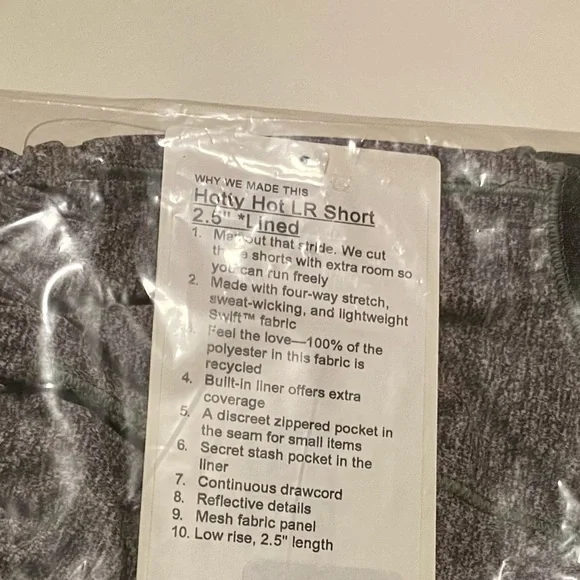 WHY WE MADE THIS
Hotty Hot LR Short
2.5" *Lined
1. Max out that stride. We cut
these shorts with extra room so
you can run freely
2. Made with four-way stretch,
sweat-wicking, and lightweight
Swift™ fabric
Feel the love—100% of the
polyester in this fabric is
recycled
4. Built-in liner offers extra
coverage
5. A discreet zippered pocket in
the seam for small items
6. Secret stash pocket in the
liner
7. Continuous drawcord
8. Reflective details
9. Mesh fabric panel
10. Low rise, 2.5" length